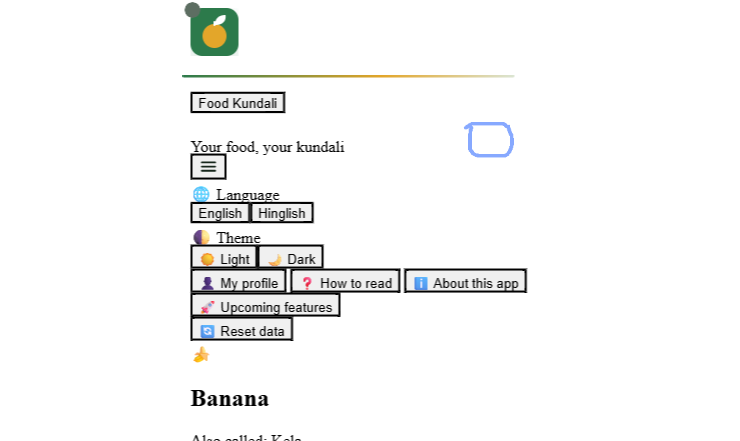 Food Kundali
Your food, your kundali
🌐 Language
English Hinglish
🌗 Theme
🌞 Light 🌙 Dark
👤 My profile ❓ How to read ℹ️ About this app
🚀 Upcoming features
🔄 Reset data
Banana
Also called: Kela